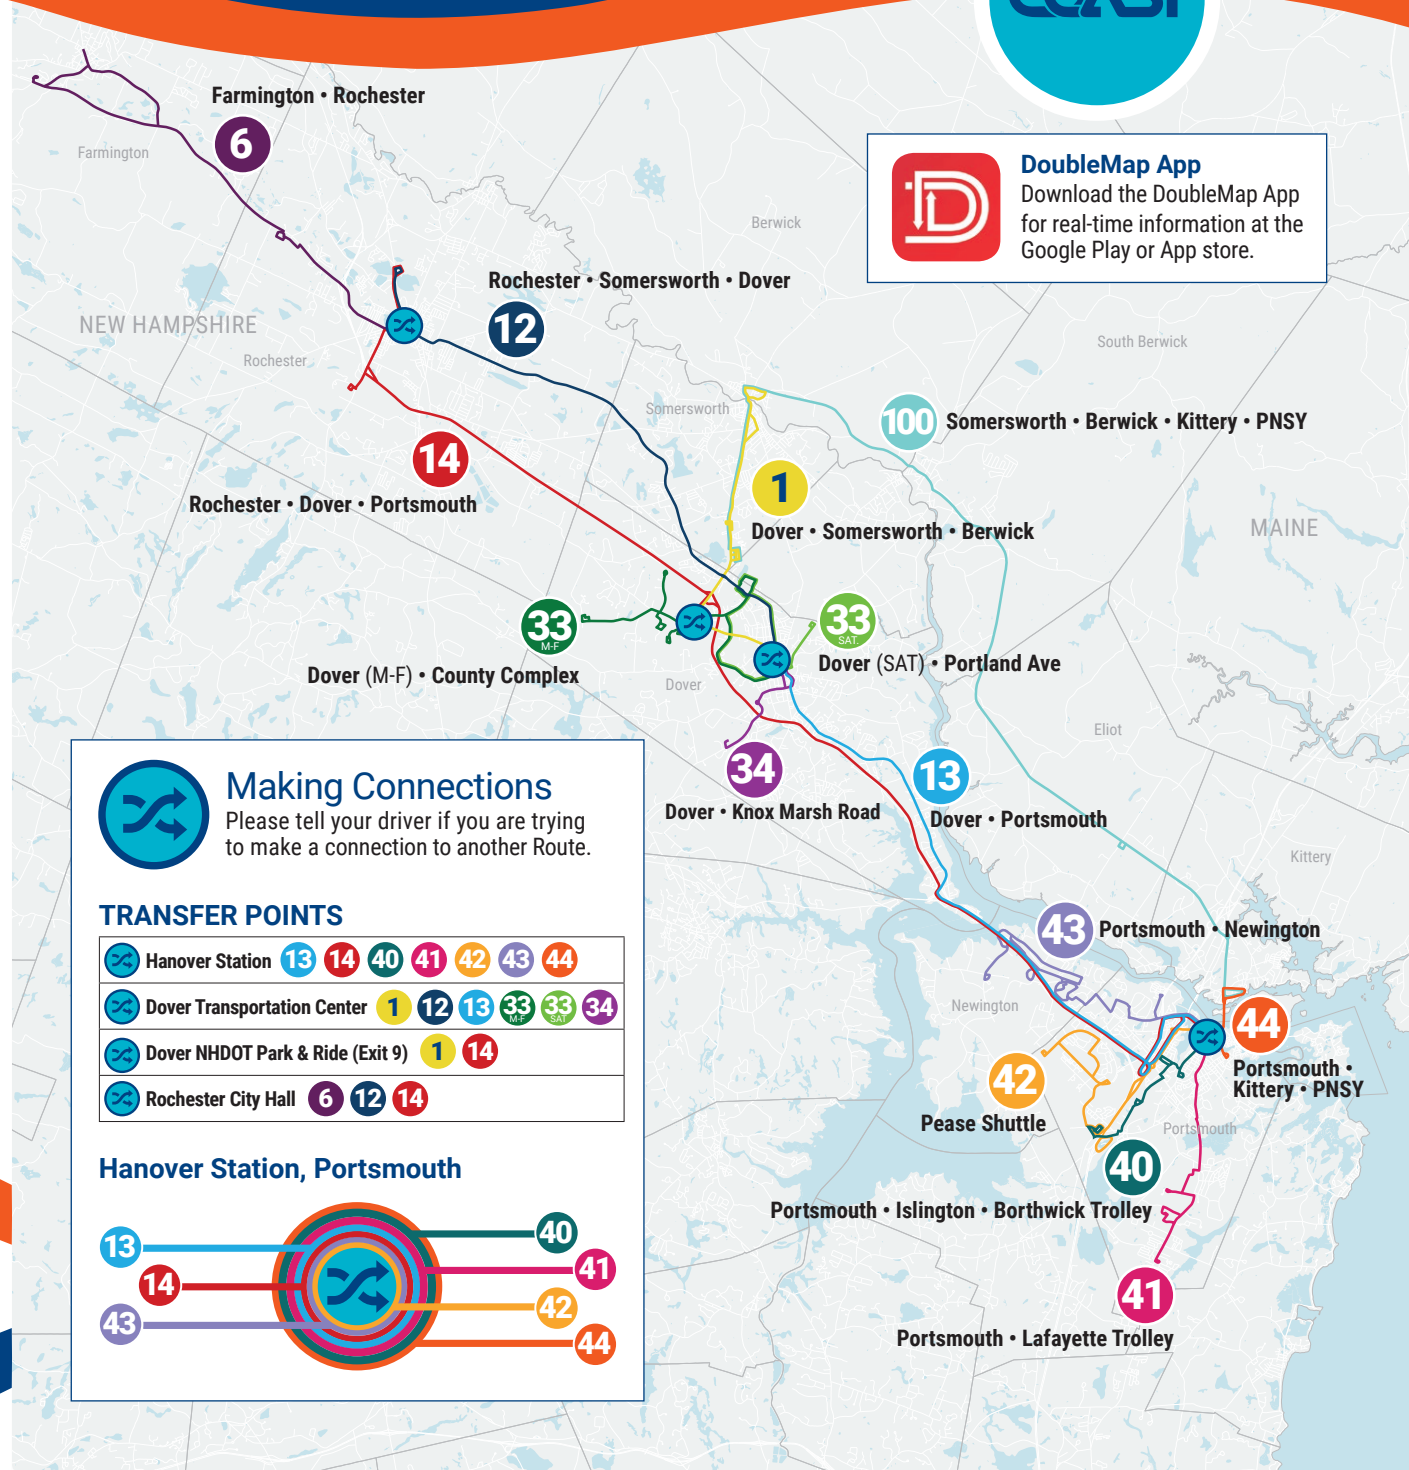 COAST
Farmington • Rochester
6
Farmington
DoubleMap App
Download the DoubleMap App
for real-time information at the
Google Play or App store.
Berwick
Rochester • Somersworth • Dover
12
NEW HAMPSHIRE
Rochester
South Berwick
Somersworth
100
Somersworth • Berwick • Kittery • PNSY
14
Rochester • Dover • Portsmouth
1
Dover • Somersworth • Berwick
MAINE
33
M-F
Dover (M-F) • County Complex
33
SAT.
Dover (SAT) • Portland Ave
Dover
Eliot
34
Dover • Knox Marsh Road
13
Dover • Portsmouth
Kittery
Making Connections
Please tell your driver if you are trying
to make a connection to another Route.
TRANSFER POINTS
Hanover Station 13 14 40 41 42 43 44
Dover Transportation Center 1 12 13 33 M-F 33 SAT 34
Dover NHDOT Park & Ride (Exit 9) 1 14
Rochester City Hall 6 12 14
43
Portsmouth • Newington
Newington
44
Portsmouth •
Kittery • PNSY
42
Pease Shuttle
Portsmouth
40
Portsmouth • Islington • Borthwick Trolley
41
Portsmouth • Lafayette Trolley
Hanover Station, Portsmouth
13
14
43
40
41
42
44